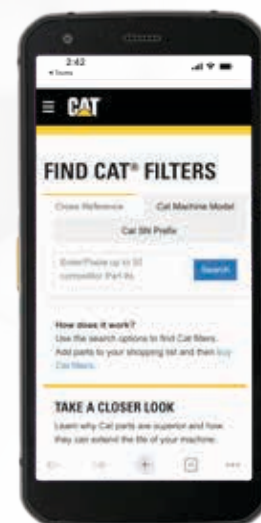 2:42
CAT
FIND CAT® FILTERS
Cross Reference
Cat Machine Model
Cat SN Prefix
Enter/Paste up to 10
competitor Part #s
Search
How does it work?
Use the search options to find Cat filters.
Add parts to your shopping list and then buy
Cat filters.
TAKE A CLOSER LOOK
Learn why Cat parts are superior and how
they can extend the life of your machine.